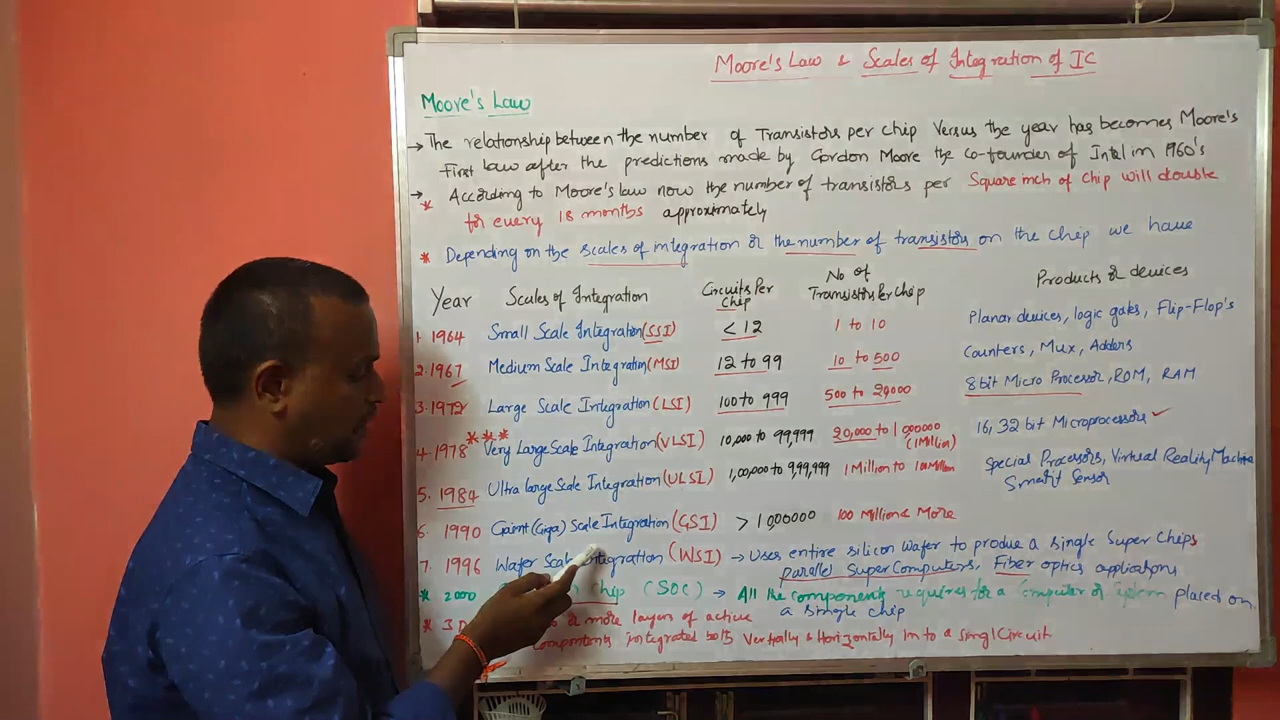 Moore's Law & Scales of Integration of IC
Moore's Law
→ The relationship between the number of Transistors per chip Versus the year has becomes Moore's
First law after the predictions made by Gordon Moore the co-founder of Intel in 1960's
→ According to Moore's law now the number of transistors per Square inch of chip will double
* for every 18 months approximately
* Depending on the scales of integration or the number of transistors on the chip we have
Year Scales of Integration Circuits Per Chip No of Transistors Per Chip Products & devices
1. 1964 Small Scale Integration (SSI) < 12 1 to 10 Planar devices, logic gates, Flip-Flop's
2. 1967 Medium Scale Integration (MSI) 12 to 99 10 to 500 Counters, Mux, Adders
3. 1972 Large Scale Integration (LSI) 100 to 999 500 to 20,000 8 bit Micro Processor, ROM, RAM
4. 1978 *** Very Large Scale Integration (VLSI) 10,000 to 99,999 20,000 to 1,000000 (1 Million) 16, 32 bit Microprocessors ✓
5. 1984 Ultra large Scale Integration (ULSI) 1,00,000 to 9,99,999 1 Million to Million Special Processors, Virtual Reality
Smart Sensor
6. 1990 Gaint (Giga) Scale Integration (GSI) > 1,000000 100 Million & More
7. 1996 Wafer Scale Integration (WSI) → Uses entire silicon wafer to produe a single Super Chips
parallel Super Computers, Fiber optics applications
* 2000 chip (SOC) → All the components requires for a Computer or System placed on
a single chip
* 3 D or more layers of active
Components integrated both Vertically & Horizontally in to a singl Circuit